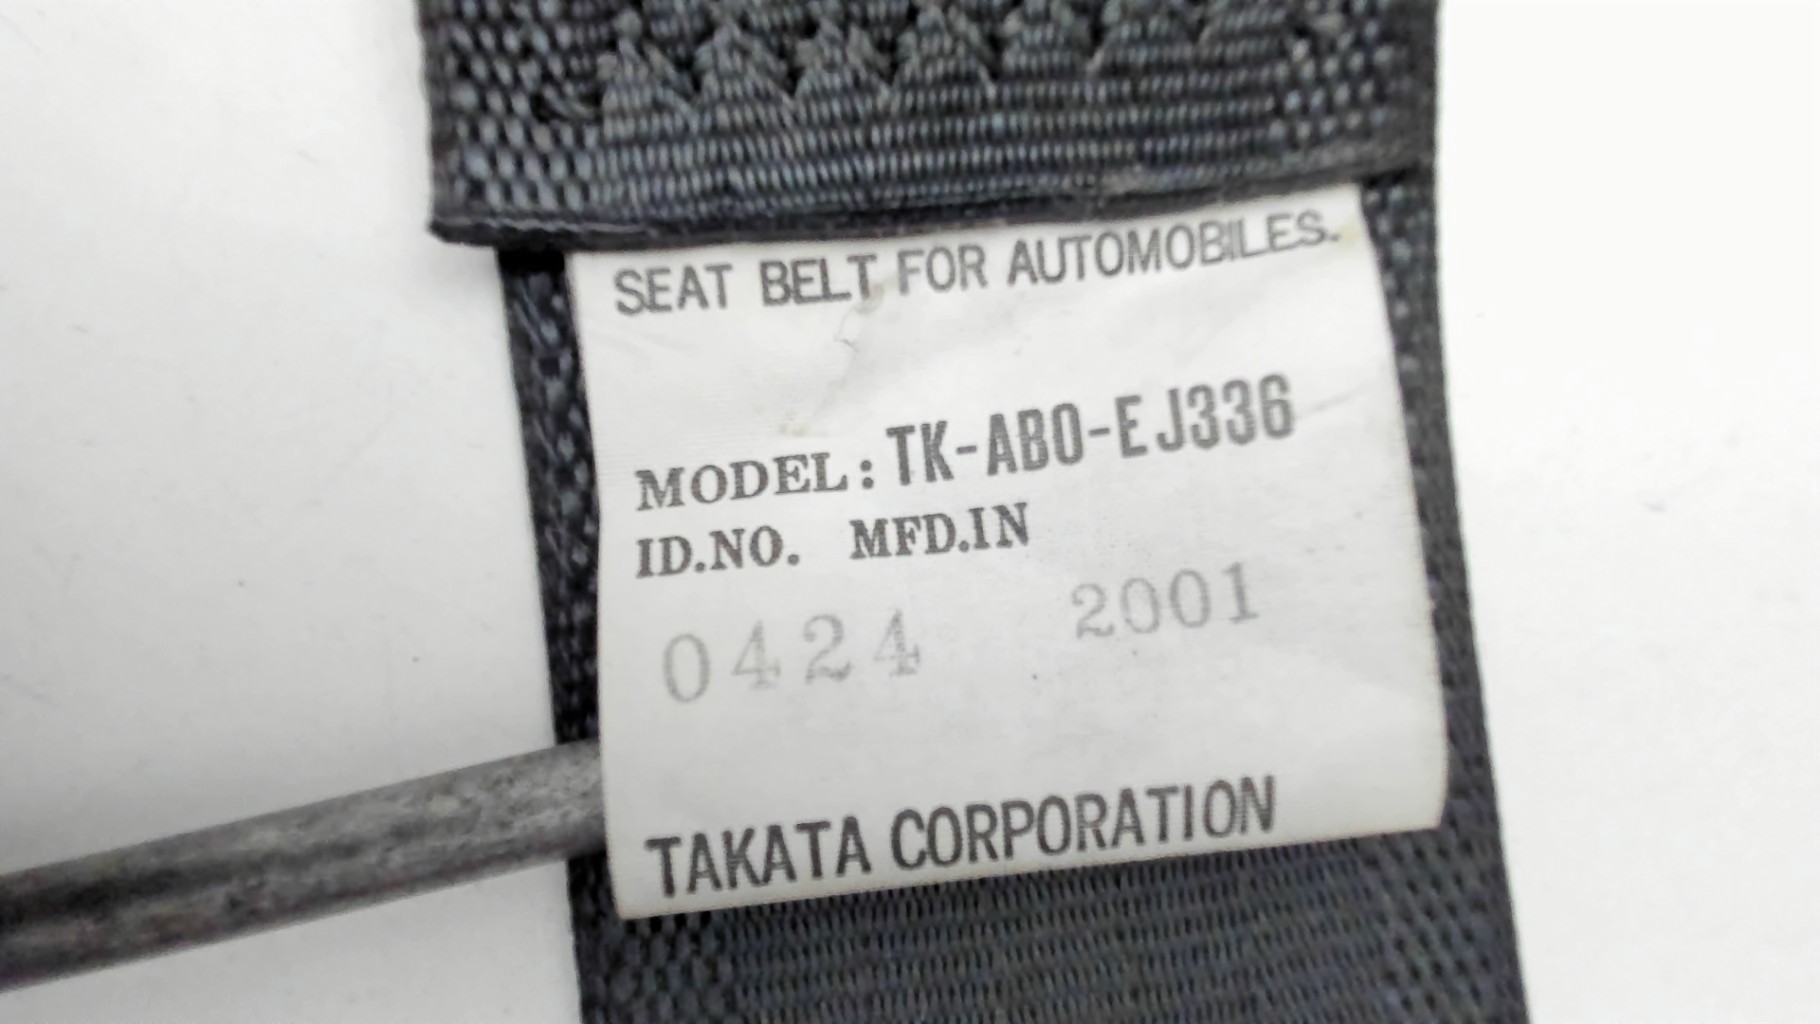 SEAT BELT FOR AUTOMOBILES.
MODEL: TK-AB0-EJ336
ID.NO. MFD.IN
0424 2001
TAKATA CORPORATION